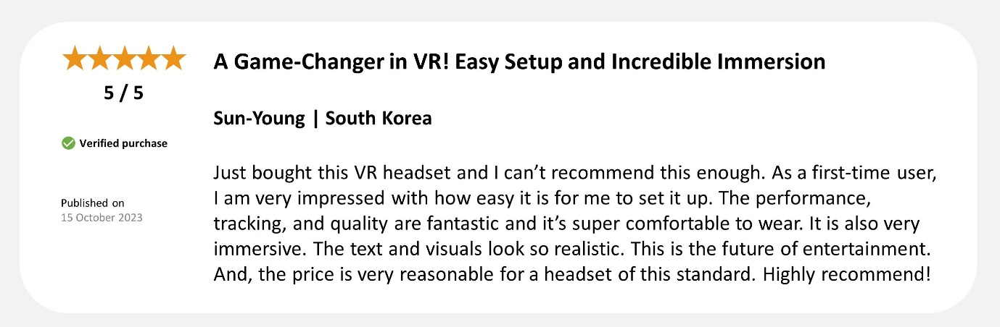 A Game-Changer in VR! Easy Setup and Incredible Immersion
5 / 5
Sun-Young | South Korea
Verified purchase
Just bought this VR headset and I can’t recommend this enough. As a first-time user,
I am very impressed with how easy it is for me to set it up. The performance,
tracking, and quality are fantastic and it’s super comfortable to wear. It is also very
immersive. The text and visuals look so realistic. This is the future of entertainment.
And, the price is very reasonable for a headset of this standard. Highly recommend!
Published on
15 October 2023